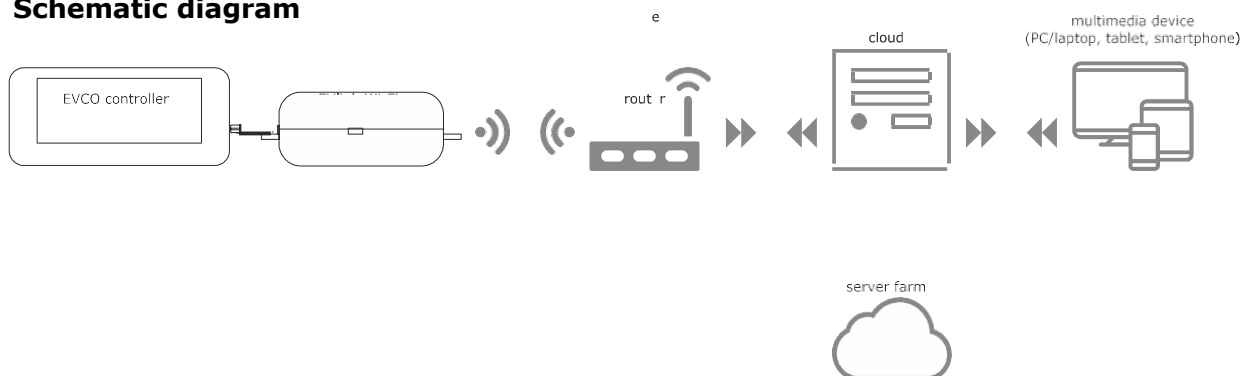 Schematic diagram
e
cloud
multimedia device
(PC/laptop, tablet, smartphone)
EVCO controller
rout r
server farm